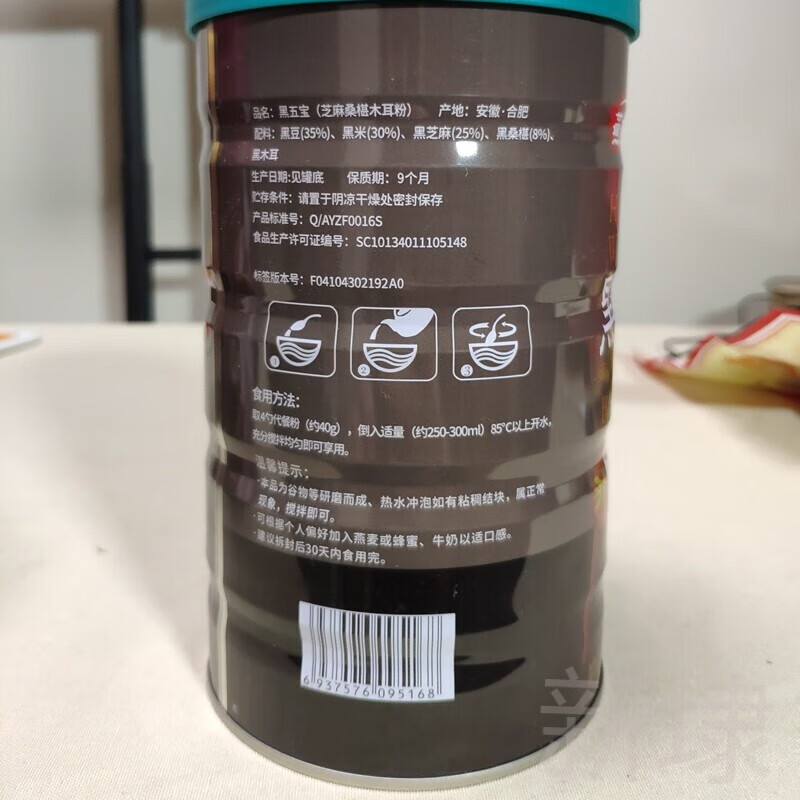 品名：黑五宝（芝麻桑椹木耳粉） 产地：安徽·合肥
配料：黑豆(35%)、黑米(30%)、黑芝麻(25%)、黑桑椹(8%)、
黑木耳
生产日期:见罐底 保质期：9个月
贮存条件：请置于阴凉干燥处密封保存
产品标准号：Q/AYZF0016S
食品生产许可证编号：SC10134011105148
标签版本号：F04104302192A0
① ② ③
食用方法：
取4勺代餐粉（约40g），倒入适量（约250-300ml）85℃以上开水，
充分搅拌均匀即可享用。
温馨提示：
·本品为谷物等研磨而成、热水冲泡如有粘稠结块，属正常
现象，搅拌即可。
·可根据个人偏好加入燕麦或蜂蜜、牛奶以适口感。
·建议拆封后30天内食用完。
6 937576 095168